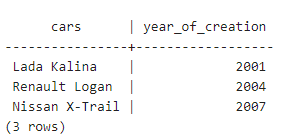 cars | year_of_creation
---------------+------------------
Lada Kalina | 2001
Renault Logan | 2004
Nissan X-Trail | 2007
(3 rows)